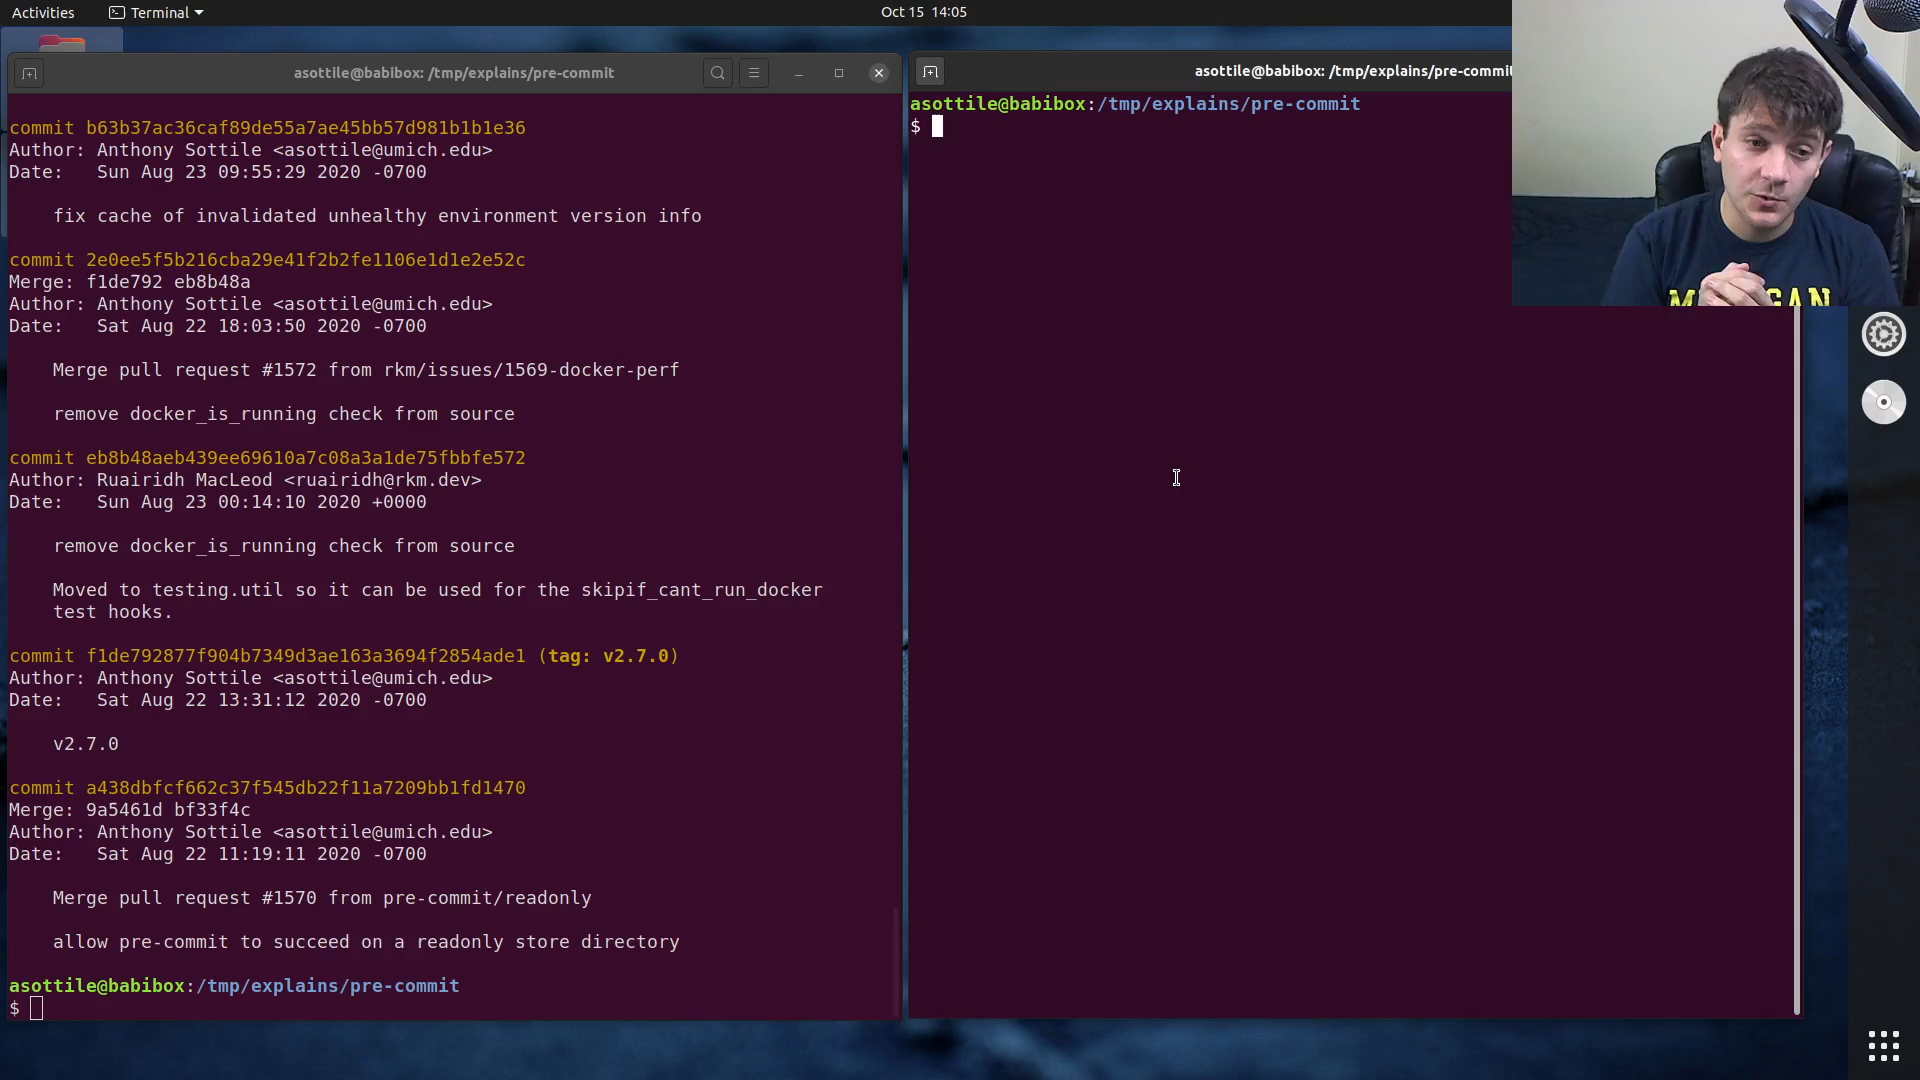 Activities
Terminal
Oct 15 14:05
asottile@babibox: /tmp/explains/pre-commit
commit b63b37ac36caf89de55a7ae45bb57d981b1b1e36
Author: Anthony Sottile <asottile@umich.edu>
Date:   Sun Aug 23 09:55:29 2020 -0700
fix cache of invalidated unhealthy environment version info
commit 2e0ee5f5b216cba29e41f2b2fe1106e1d1e2e52c
Merge: f1de792 eb8b48a
Author: Anthony Sottile <asottile@umich.edu>
Date:   Sat Aug 22 18:03:50 2020 -0700
Merge pull request #1572 from rkm/issues/1569-docker-perf
remove docker_is_running check from source
commit eb8b48aeb439ee69610a7c08a3a1de75fbbfe572
Author: Ruairidh MacLeod <ruairidh@rkm.dev>
Date:   Sun Aug 23 00:14:10 2020 +0000
remove docker_is_running check from source
Moved to testing.util so it can be used for the skipif_cant_run_docker
test hooks.
commit f1de792877f904b7349d3ae163a3694f2854ade1 (tag: v2.7.0)
Author: Anthony Sottile <asottile@umich.edu>
Date:   Sat Aug 22 13:31:12 2020 -0700
v2.7.0
commit a438dbfcf662c37f545db22f11a7209bb1fd1470
Merge: 9a5461d bf33f4c
Author: Anthony Sottile <asottile@umich.edu>
Date:   Sat Aug 22 11:19:11 2020 -0700
Merge pull request #1570 from pre-commit/readonly
allow pre-commit to succeed on a readonly store directory
asottile@babibox:/tmp/explains/pre-commit
$
asottile@babibox: /tmp/explains/pre-commit
asottile@babibox:/tmp/explains/pre-commit
$